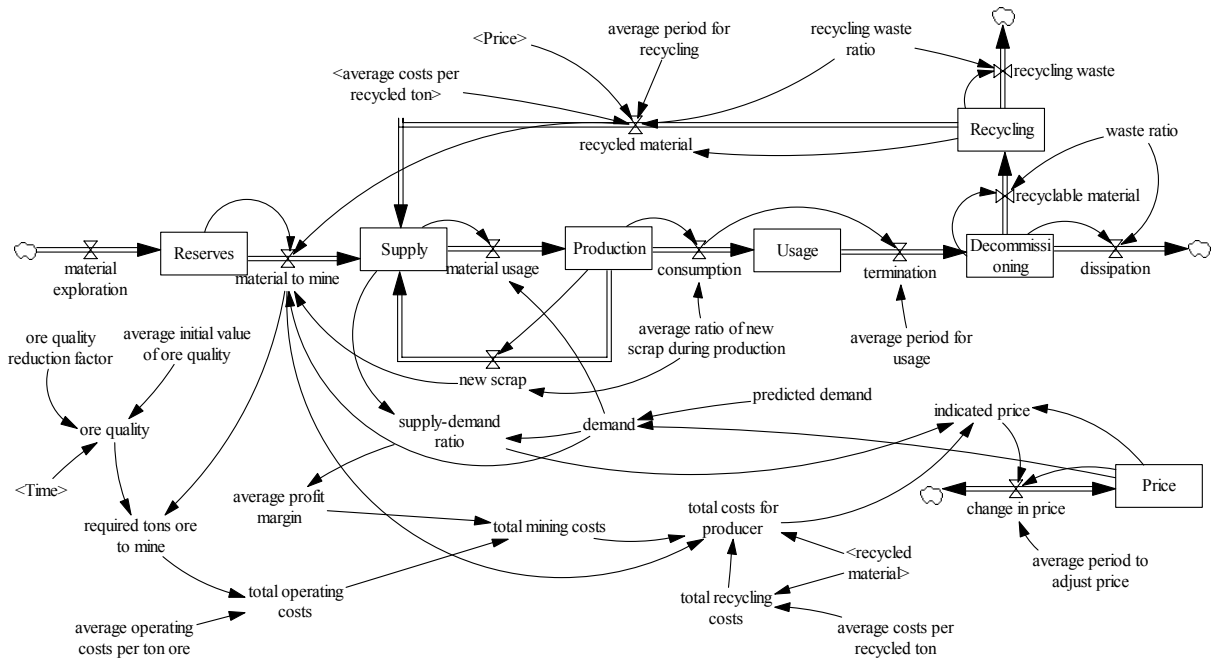 <Price>
average period for
recycling
recycling waste
ratio
<average costs per
recycled ton>
recycling waste
Recycling
waste ratio
recycled material
recyclable material
Reserves
Supply
Production
Usage
Decommissi
oning
material
exploration
material to mine
material usage
consumption
termination
dissipation
ore quality
reduction factor
average initial value
of ore quality
average ratio of new
scrap during production
average period for
usage
new scrap
predicted demand
ore quality
supply-demand
ratio
demand
indicated price
<Time>
average profit
margin
Price
required tons ore
to mine
total mining costs
total costs for
producer
change in price
<recycled
material>
average period to
adjust price
total operating
costs
total recycling
costs
average operating
costs per ton ore
average costs per
recycled ton